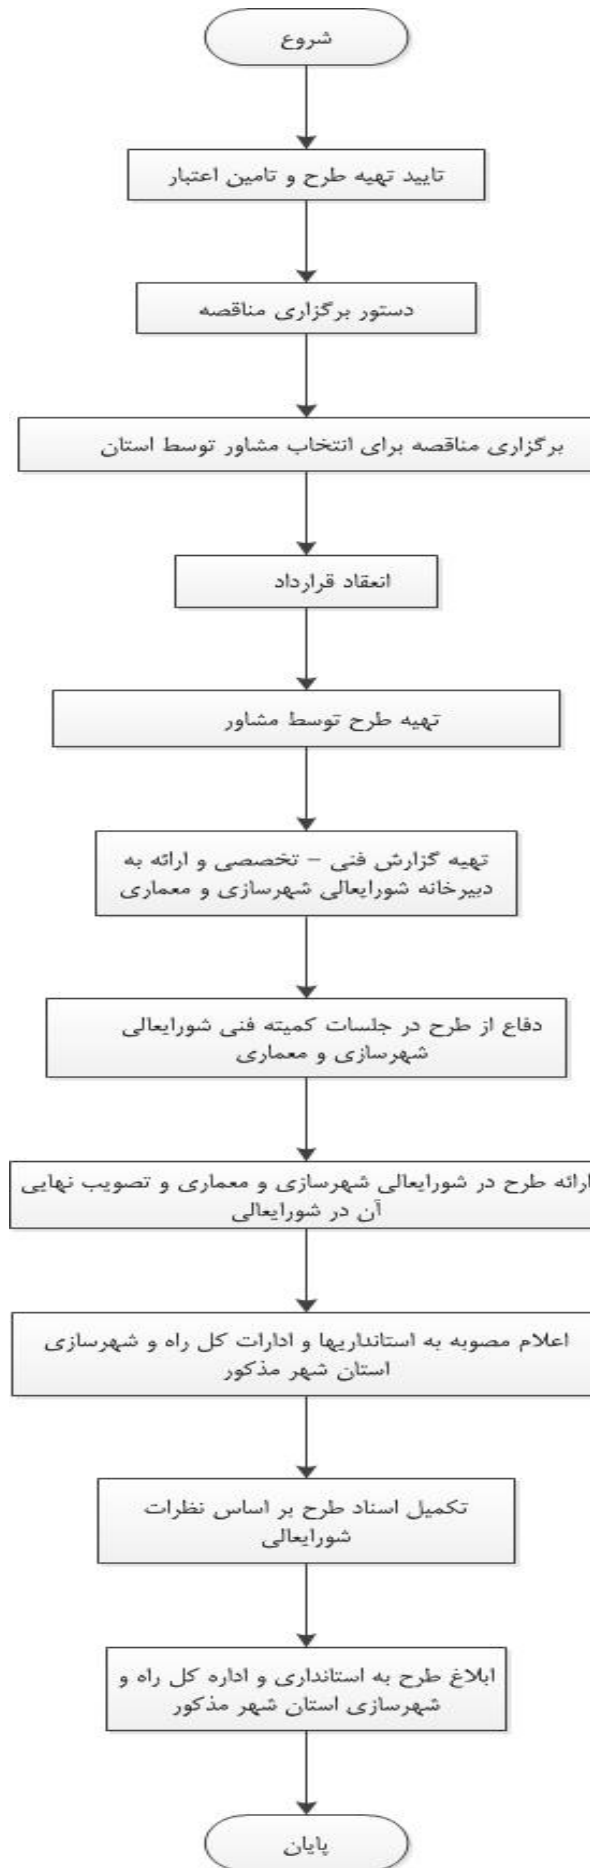 شروع
تایید تهیه طرح و تامین اعتبار
دستور برگزاری مناقصه
برگزاری مناقصه برای انتخاب مشاور توسط استان
انعقاد قرارداد
تهیه طرح توسط مشاور
تهیه گزارش فنی – تخصصی و ارائه به
دبیرخانه شورایعالی شهرسازی و معماری
دفاع از طرح در جلسات کمیته فنی شورایعالی
شهرسازی و معماری
ارائه طرح در شورایعالی شهرسازی و معماری و تصویب نهایی
آن در شورایعالی
اعلام مصوبه به استانداریها و ادارات کل راه و شهرسازی
استان شهر مذکور
تکمیل اسناد طرح بر اساس نظرات
شورایعالی
ابلاغ طرح به استانداری و اداره کل راه و
شهرسازی استان شهر مذکور
پایان